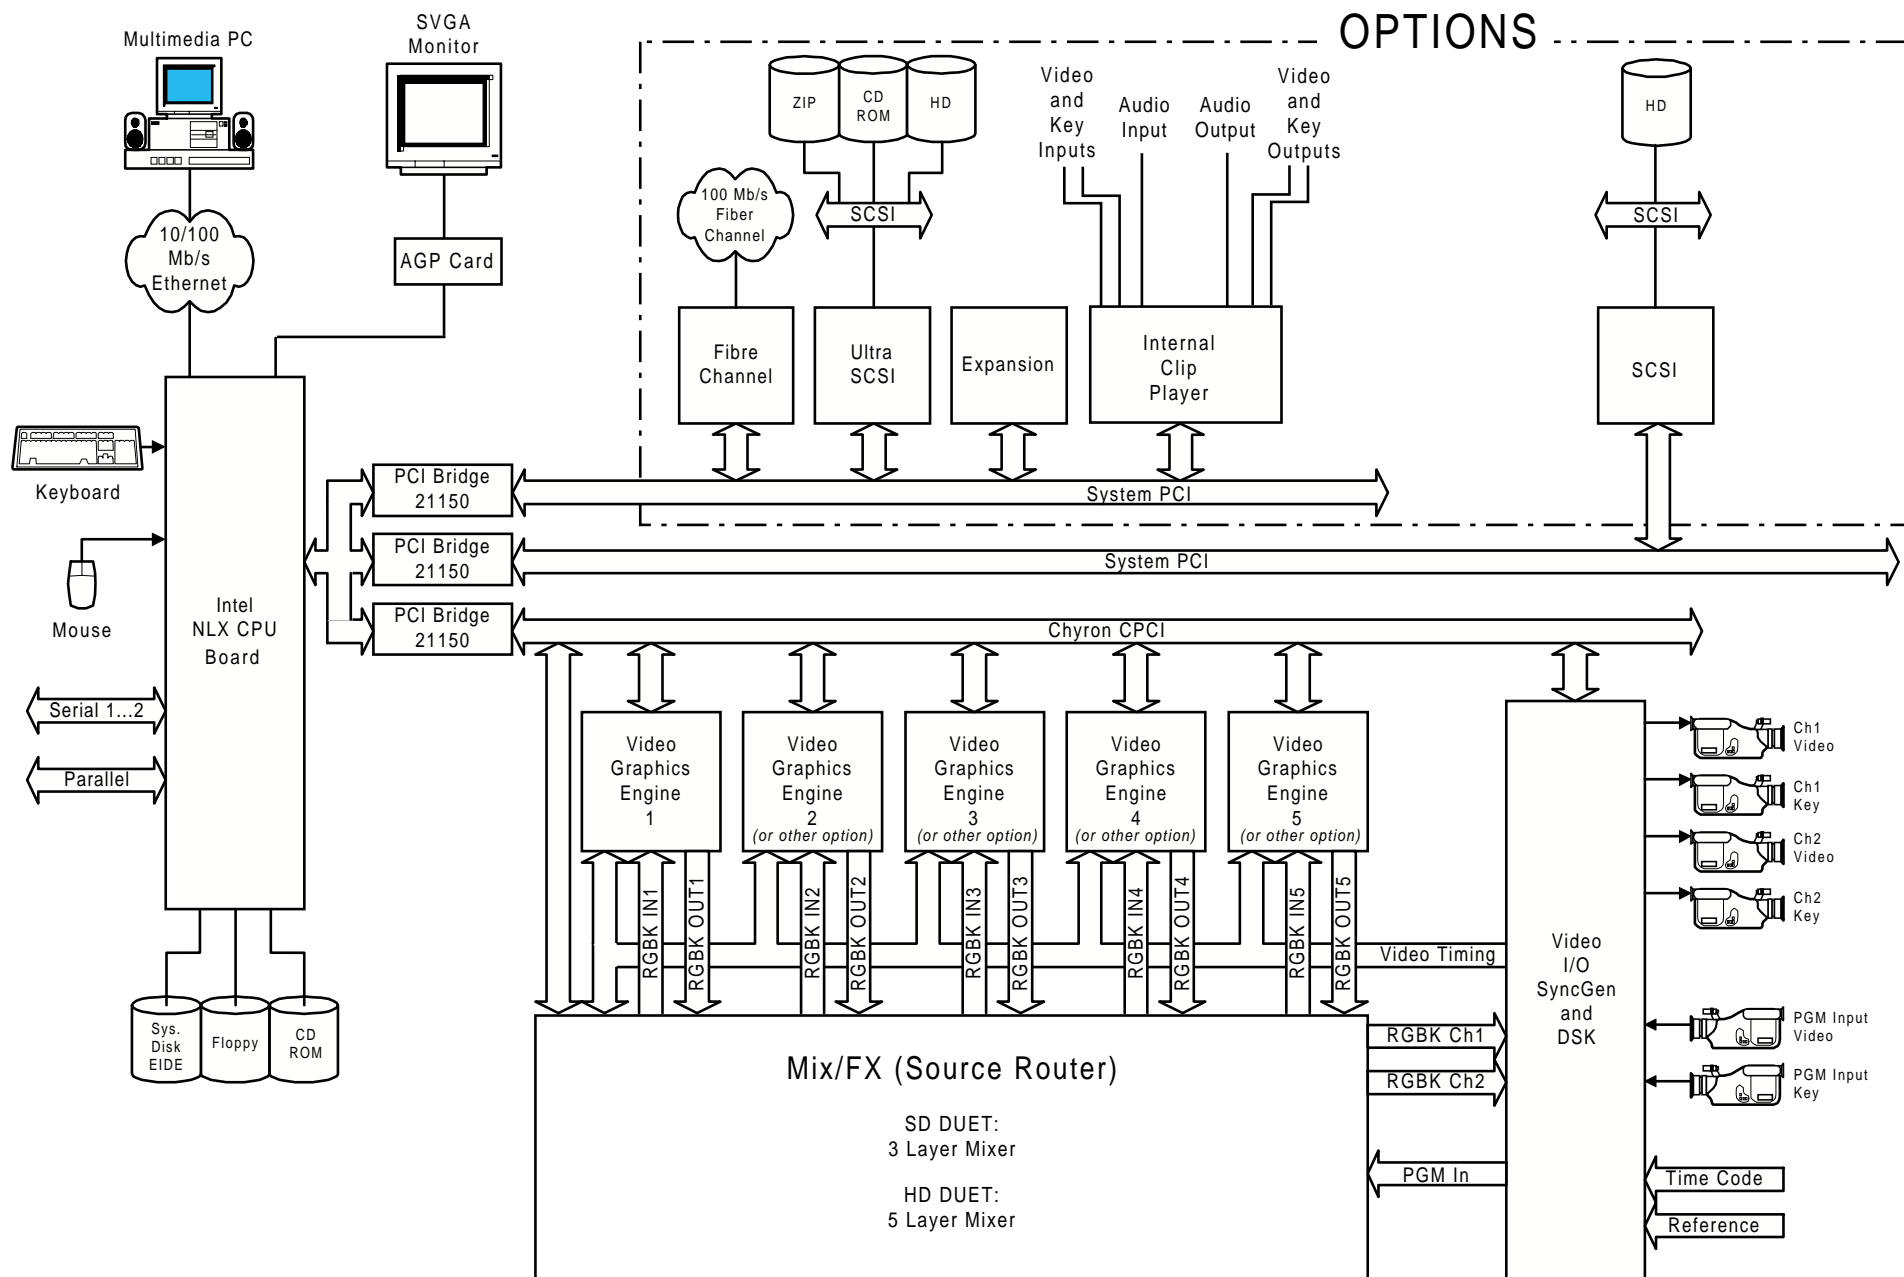 OPTIONS
Multimedia PC
SVGA
Monitor
ZIP
CD
ROM
HD
Video
and
Key
Inputs
Audio
Input
Audio
Output
Video
and
Key
Outputs
HD
10/100
Mb/s
Ethernet
AGP Card
100 Mb/s
Fiber
Channel
SCSI
SCSI
Fibre
Channel
Ultra
SCSI
Expansion
Internal
Clip
Player
SCSI
Keyboard
Mouse
Intel
NLX CPU
Board
Serial 1...2
Parallel
PCI Bridge
21150
System PCI
PCI Bridge
21150
System PCI
PCI Bridge
21150
Chyron CPCI
Video
Graphics
Engine
1
Video
Graphics
Engine
2
(or other option)
Video
Graphics
Engine
3
(or other option)
Video
Graphics
Engine
4
(or other option)
Video
Graphics
Engine
5
(or other option)
RGBK IN1
RGBK OUT1
RGBK IN2
RGBK OUT2
RGBK IN3
RGBK OUT3
RGBK IN4
RGBK OUT4
RGBK IN5
RGBK OUT5
Video Timing
Video
I/O
SyncGen
and
DSK
Ch1
Video
Ch1
Key
Ch2
Video
Ch2
Key
PGM Input
Video
PGM Input
Key
Time Code
Reference
Sys.
Disk
EIDE
Floppy
CD
ROM
Mix/FX (Source Router)
SD DUET:
3 Layer Mixer
HD DUET:
5 Layer Mixer
RGBK Ch1
RGBK Ch2
PGM In